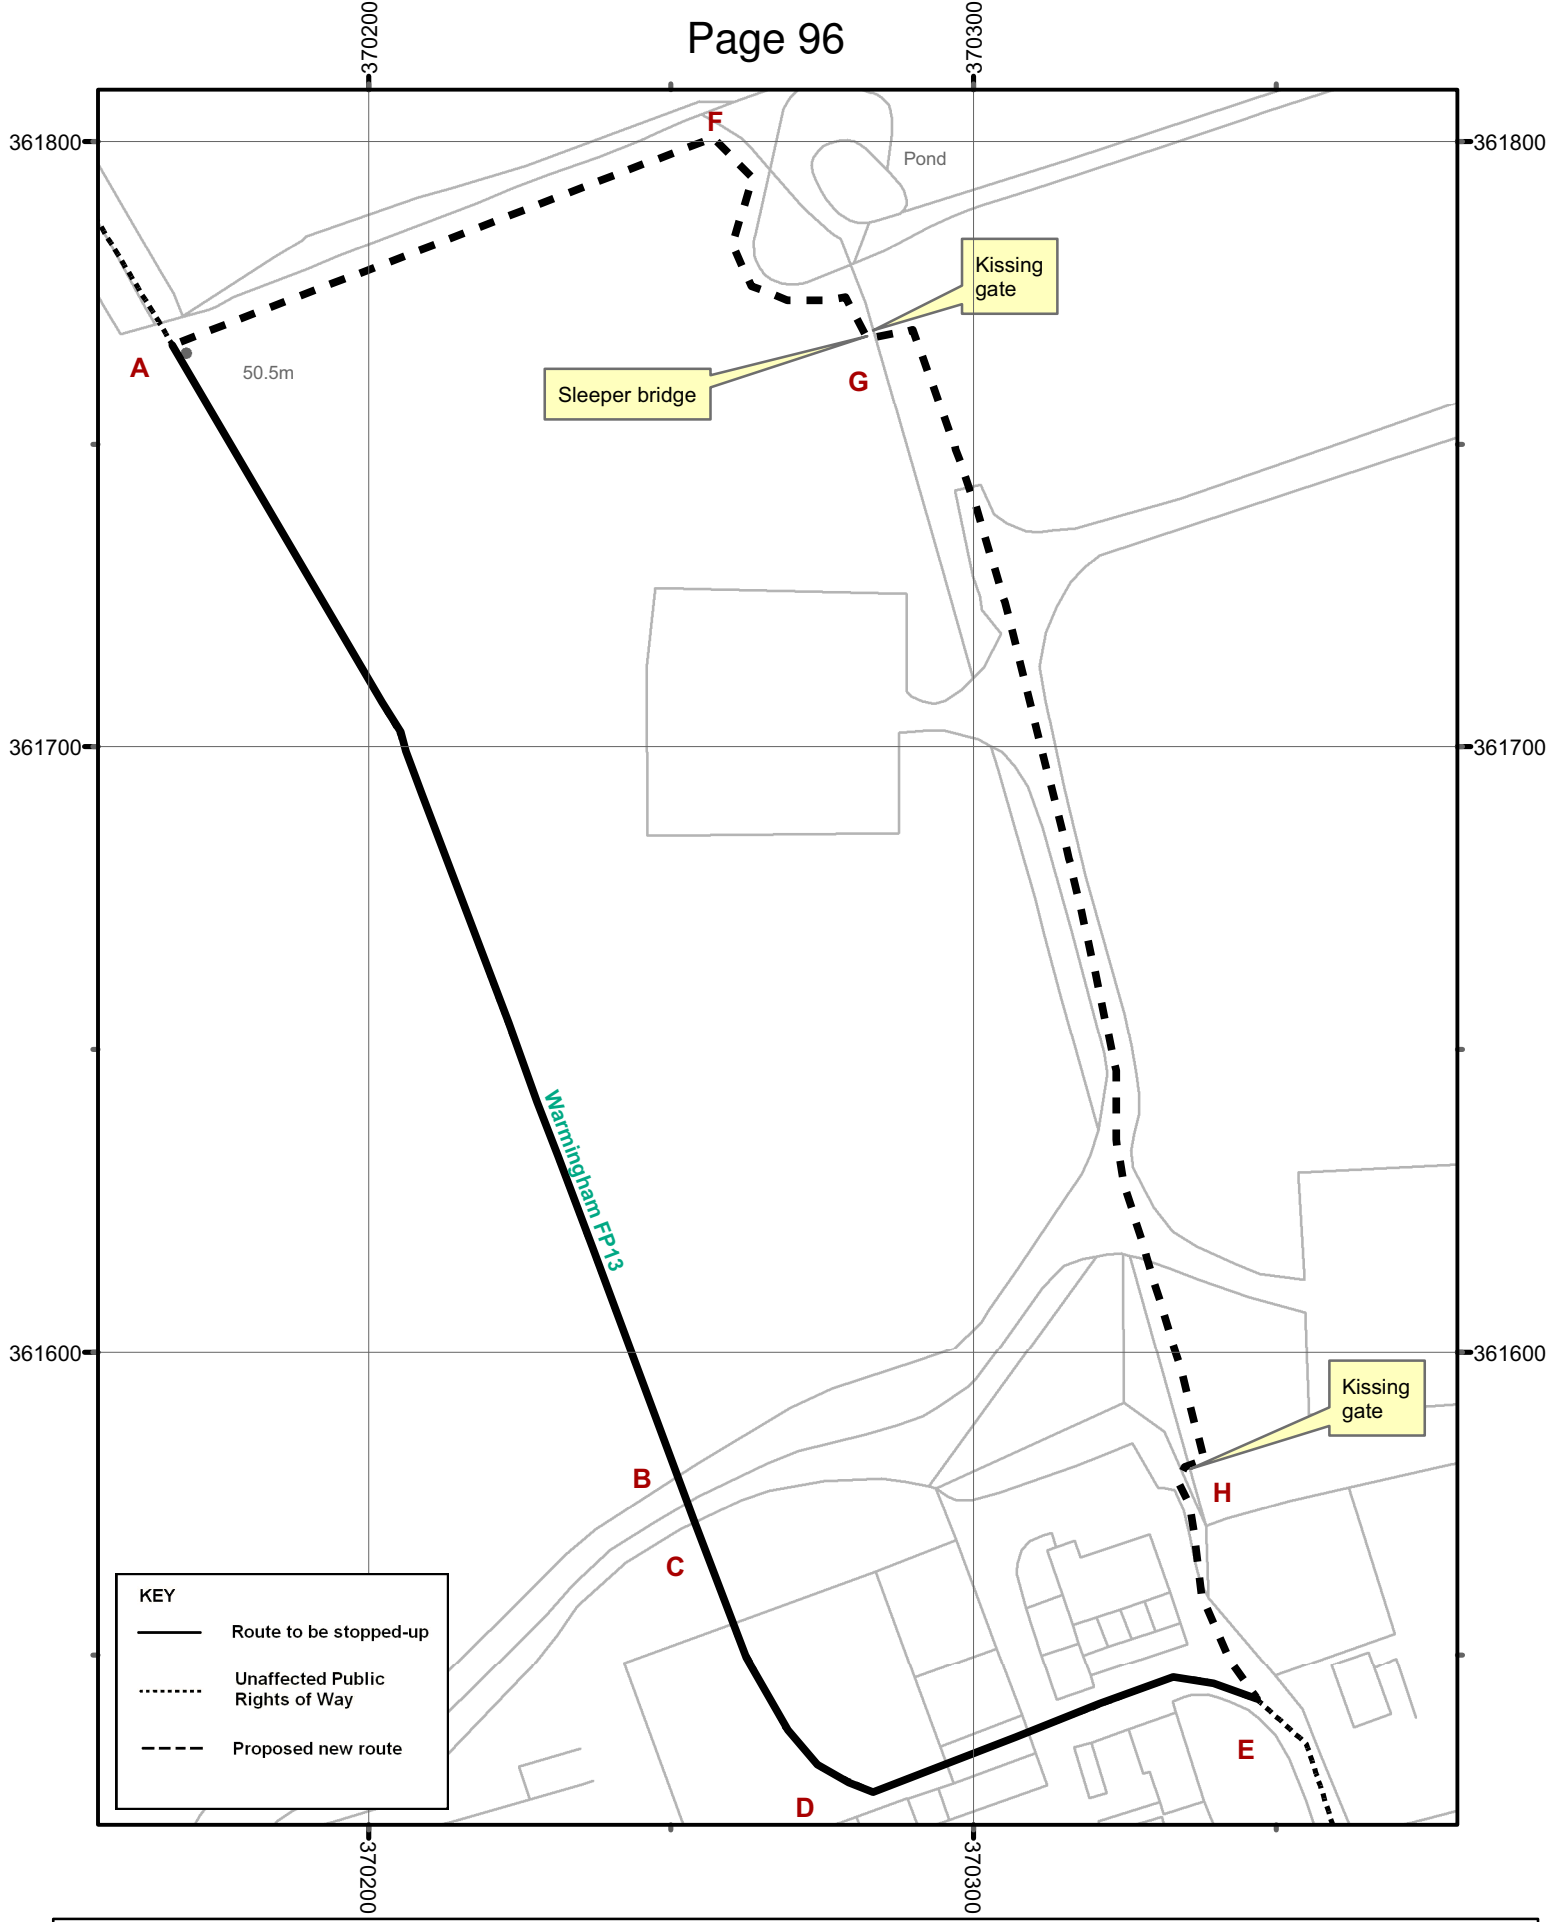 370200
370300
Page 96
361800
361800
F
Pond
Kissing
gate
A
50.5m
Sleeper bridge
G
361700
361700
Warmingham FP13
361600
361600
Kissing
gate
B
H
C
KEY
Route to be stopped-up
Unaffected Public
Rights of Way
Proposed new route
E
D
370200
370300